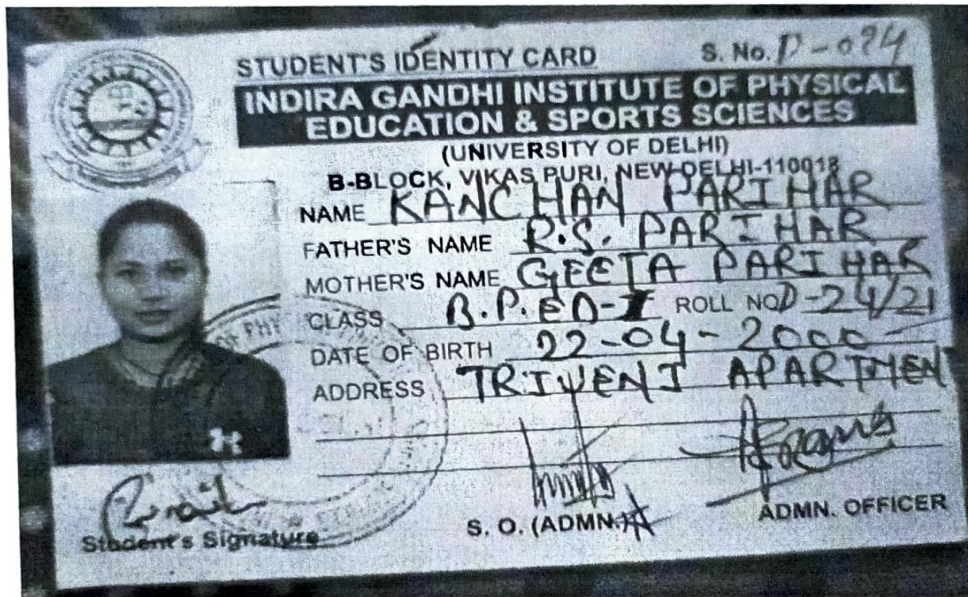 STUDENT'S IDENTITY CARD S. No. D-024
INDIRA GANDHI INSTITUTE OF PHYSICAL
EDUCATION & SPORTS SCIENCES
(UNIVERSITY OF DELHI)
B-BLOCK, VIKAS PURI, NEW DELHI-110018
NAME KANCHAN PARIHAR
FATHER'S NAME R.S. PARIHAR
MOTHER'S NAME GEETA PARIHAR
CLASS B.P.ED-I ROLL NO D-24/21
DATE OF BIRTH 22-04-2000
ADDRESS TRIVENI APARTMENT
S. O. (ADMN.) ADMN. OFFICER
Student's Signature